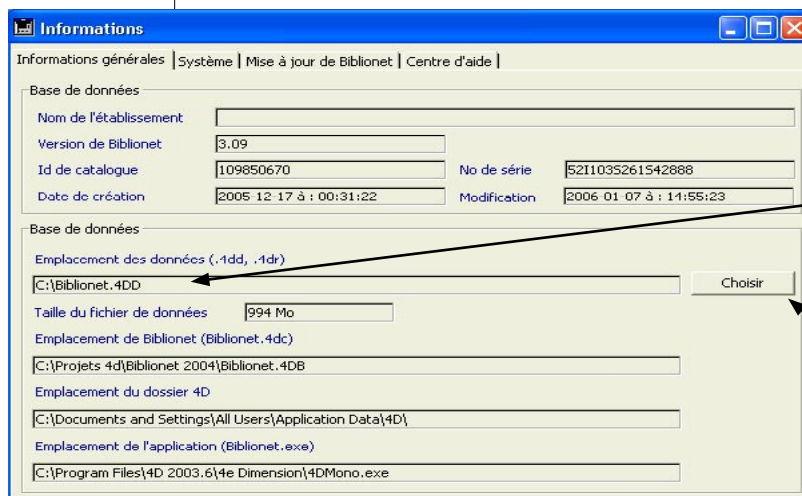 Informations
Informations générales Système Mise à jour de Biblionet Centre d'aide
Base de données
Nom de l'établissement
Version de Biblionet 3.09
Id de catalogue 109850670 No de série 52I103S261S42888
Date de création 2005-12-17 à : 00:31:22 Modification 2006-01-07 à : 14:55:23
Base de données
Emplacement des données (.4dd, .4dr)
C:\Biblionet.4DD Choisir
Taille du fichier de données 994 Mo
Emplacement de Biblionet (Biblionet.4dc)
C:\Projets 4d\Biblionet 2004\Biblionet.4DB
Emplacement du dossier 4D
C:\Documents and Settings\All Users\Application Data\4D\
Emplacement de l'application (Biblionet.exe)
C:\Program Files\4D 2003.6\4e Dimension\4DMono.exe